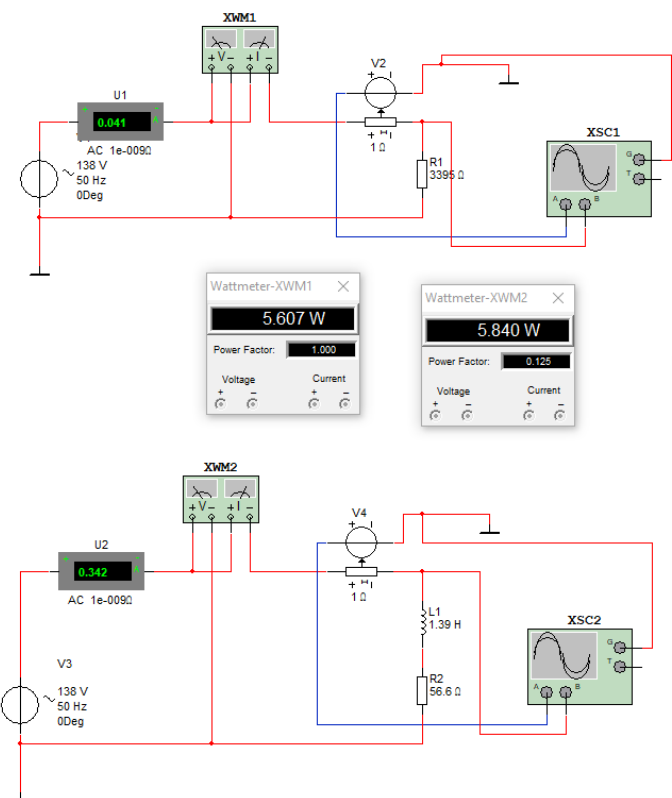 XWM1
+ V - + I -
V2
+
U1
0.041
A
AC 1e-009Ω
138 V
50 Hz
0Deg
1 Ω
R1
3395 Ω
XSC1
G
T
A
B
Wattmeter-XWM1
5.607 W
Power Factor:
1.000
Voltage
Current
+ - + -
Wattmeter-XWM2
5.840 W
Power Factor:
0.125
Voltage
Current
+ - + -
XWM2
+ V - + I -
V4
+
U2
0.342
A
AC 1e-009Ω
1 Ω
L1
1.39 H
XSC2
G
T
V3
138 V
50 Hz
0Deg
R2
56.6 Ω
A
B